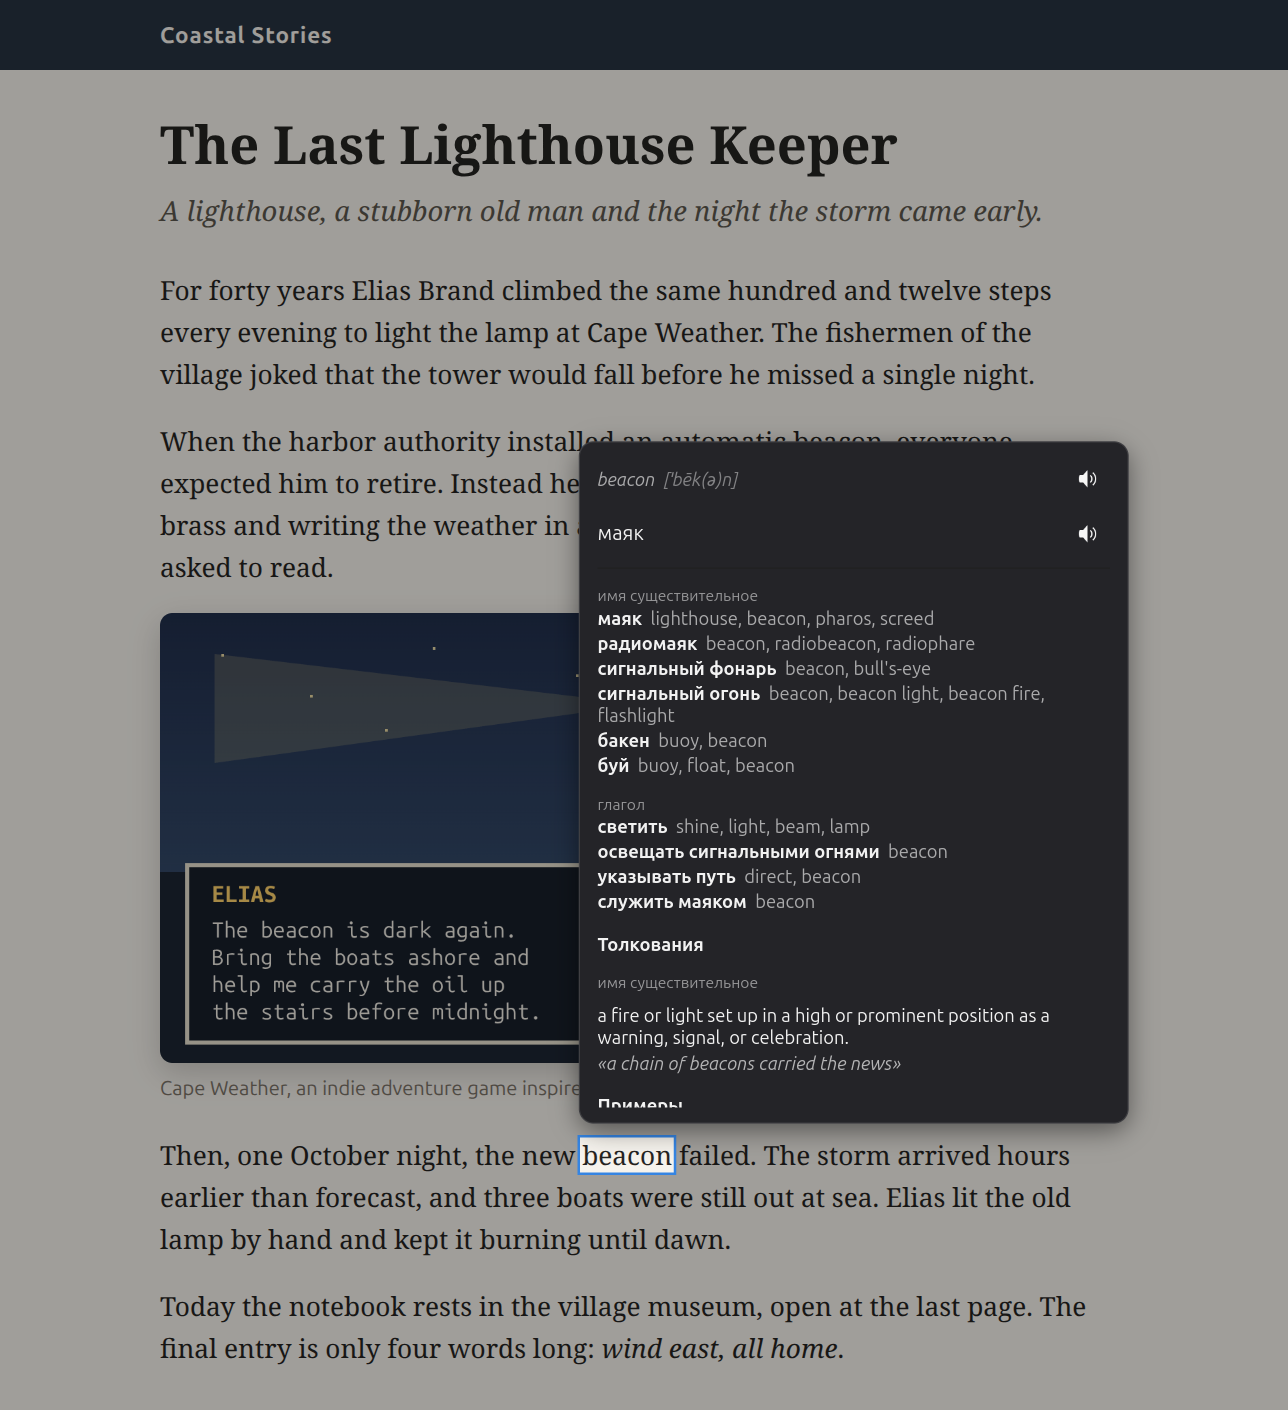 Coastal Stories
The Last Lighthouse Keeper
A lighthouse, a stubborn old man and the night the storm came early.
For forty years Elias Brand climbed the same hundred and twelve steps
every evening to light the lamp at Cape Weather. The fishermen of the
village joked that the tower would fall before he missed a single night.
When the harbor authority installed an automatic beacon, everyone
expected him to retire. Instead he
brass and writing the weather in
asked to read.
beacon ['bēk(ə)n]
маяк
имя существительное
маяк lighthouse, beacon, pharos, screed
радиомаяк beacon, radiobeacon, radiophare
сигнальный фонарь beacon, bull's-eye
сигнальный огонь beacon, beacon light, beacon fire,
flashlight
бакен buoy, beacon
буй buoy, float, beacon
глагол
светить shine, light, beam, lamp
освещать сигнальными огнями beacon
указывать путь direct, beacon
служить маяком beacon
Толкования
имя существительное
a fire or light set up in a high or prominent position as a
warning, signal, or celebration.
«a chain of beacons carried the news»
Примеры
ELIAS
The beacon is dark again.
Bring the boats ashore and
help me carry the oil up
the stairs before midnight.
Cape Weather, an indie adventure game
Then, one October night, the new beacon failed. The storm arrived hours
earlier than forecast, and three boats were still out at sea. Elias lit the old
lamp by hand and kept it burning until dawn.
Today the notebook rests in the village museum, open at the last page. The
final entry is only four words long: wind east, all home.